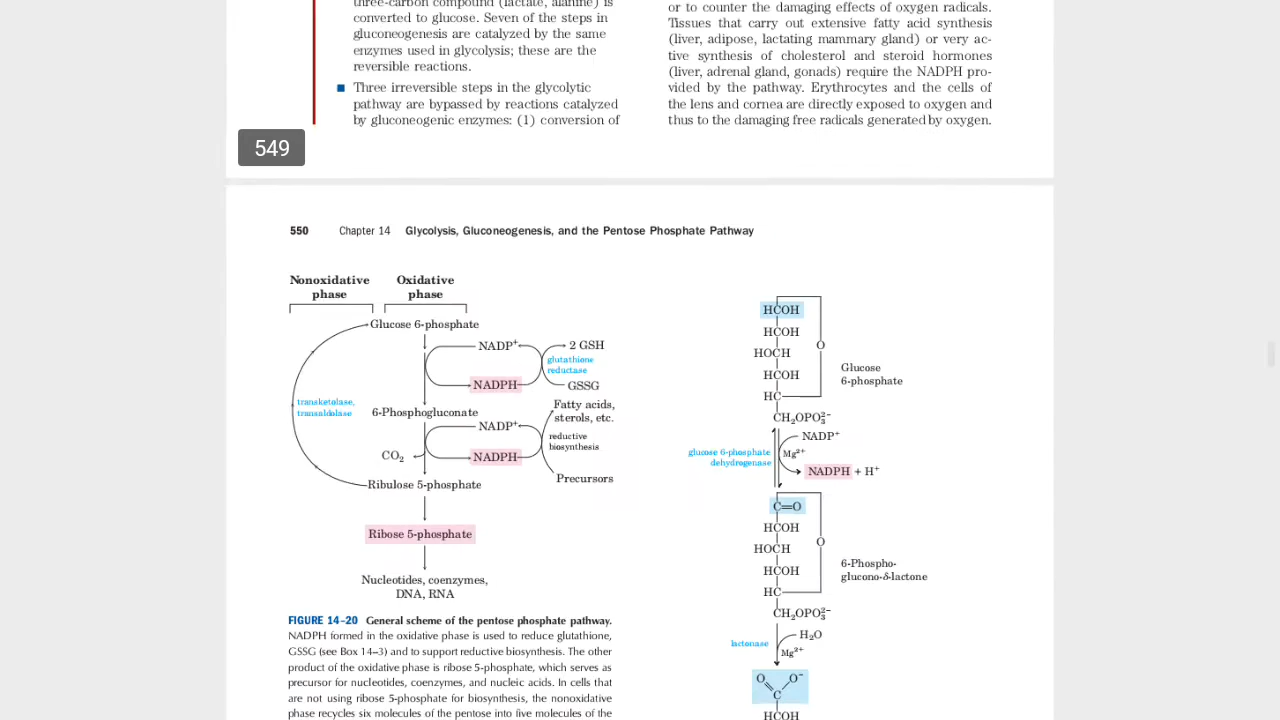 three-carbon compound (lactate, alanine) is
converted to glucose. Seven of the steps in
gluconeogenesis are catalyzed by the same
enzymes used in glycolysis; these are the
reversible reactions.
■ Three irreversible steps in the glycolytic
pathway are bypassed by reactions catalyzed
by gluconeogenic enzymes: (1) conversion of
or to counter the damaging effects of oxygen radicals.
Tissues that carry out extensive fatty acid synthesis
(liver, adipose, lactating mammary gland) or very ac-
tive synthesis of cholesterol and steroid hormones
(liver, adrenal gland, gonads) require the NADPH pro-
vided by the pathway. Erythrocytes and the cells of
the lens and cornea are directly exposed to oxygen and
thus to the damaging free radicals generated by oxygen.
549
550 Chapter 14 Glycolysis, Gluconeogenesis, and the Pentose Phosphate Pathway
Nonoxidative
phase
Oxidative
phase
Glucose 6-phosphate
NADP⁺
2 GSH
glutathione
reductase
NADPH
GSSG
transketolase,
transaldolase
6-Phosphogluconate
Fatty acids,
sterols, etc.
NADP⁺
reductive
biosynthesis
CO₂
NADPH
Precursors
Ribulose 5-phosphate
Ribose 5-phosphate
Nucleotides, coenzymes,
DNA, RNA
FIGURE 14–20 General scheme of the pentose phosphate pathway.
NADPH formed in the oxidative phase is used to reduce glutathione,
GSSG (see Box 14–3) and to support reductive biosynthesis. The other
product of the oxidative phase is ribose 5-phosphate, which serves as
precursor for nucleotides, coenzymes, and nucleic acids. In cells that
are not using ribose 5-phosphate for biosynthesis, the nonoxidative
phase recycles six molecules of the pentose into five molecules of the
HCOH
HCOH
HOCH
O
HCOH
HC
CH₂OPO₃²⁻
Glucose
6-phosphate
NADP⁺
glucose 6-phosphate
dehydrogenase
Mg²⁺
NADPH + H⁺
C=O
HCOH
HOCH
O
HCOH
HC
CH₂OPO₃²⁻
6-Phospho-
glucono-δ-lactone
lactonase
H₂O
Mg²⁺
O O⁻
C
HCOH